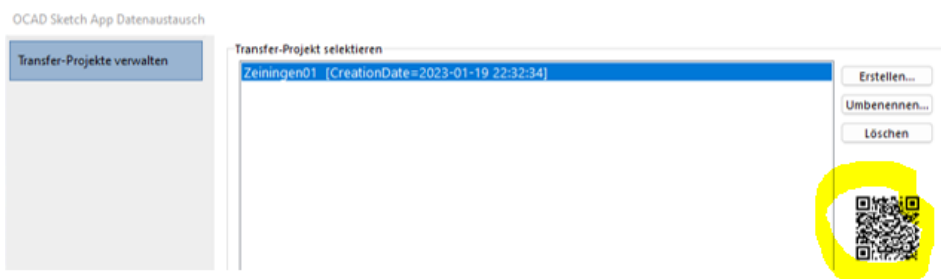 OCAD Sketch App Datenaustausch
Transfer-Projekte verwalten
Transfer-Projekt selektieren
Zeiningen01 [CreationDate=2023-01-19 22:32:34]
Erstellen...
Umbenennen...
Löschen